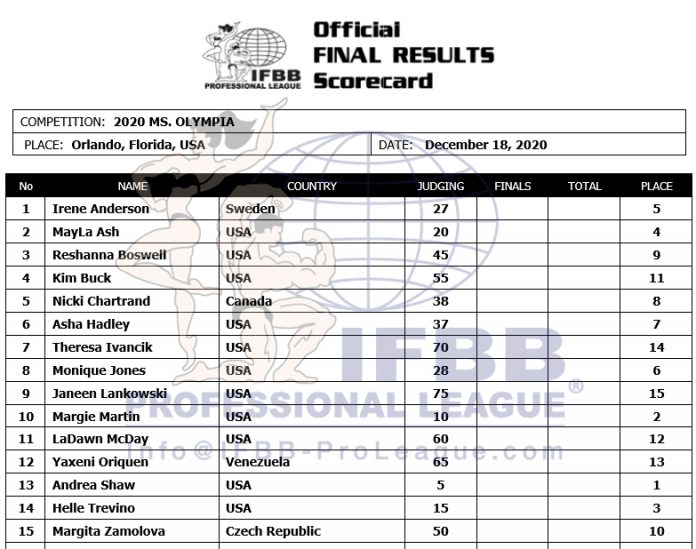 Official
FINAL RESULTS
Scorecard
IFBB
PROFESSIONAL LEAGUE
COMPETITION: 2020 MS. OLYMPIA
PLACE: Orlando, Florida, USA DATE: December 18, 2020
No NAME COUNTRY JUDGING FINALS TOTAL PLACE
1 Irene Anderson Sweden 27 5
2 MayLa Ash USA 20 4
3 Reshanna Boswell USA 45 9
4 Kim Buck USA 55 11
5 Nicki Chartrand Canada 38 8
6 Asha Hadley USA 37 7
7 Theresa Ivancik USA 70 14
8 Monique Jones USA 28 6
9 Janeen Lankowski USA 75 15
10 Margie Martin USA 10 2
11 LaDawn McDay USA 60 12
12 Yaxeni Oriquen Venezuela 65 13
13 Andrea Shaw USA 5 1
14 Helle Trevino USA 15 3
15 Margita Zamolova Czech Republic 50 10
IFBB
PROFESSIONAL LEAGUE®
Info@IFBB-ProLeague.com